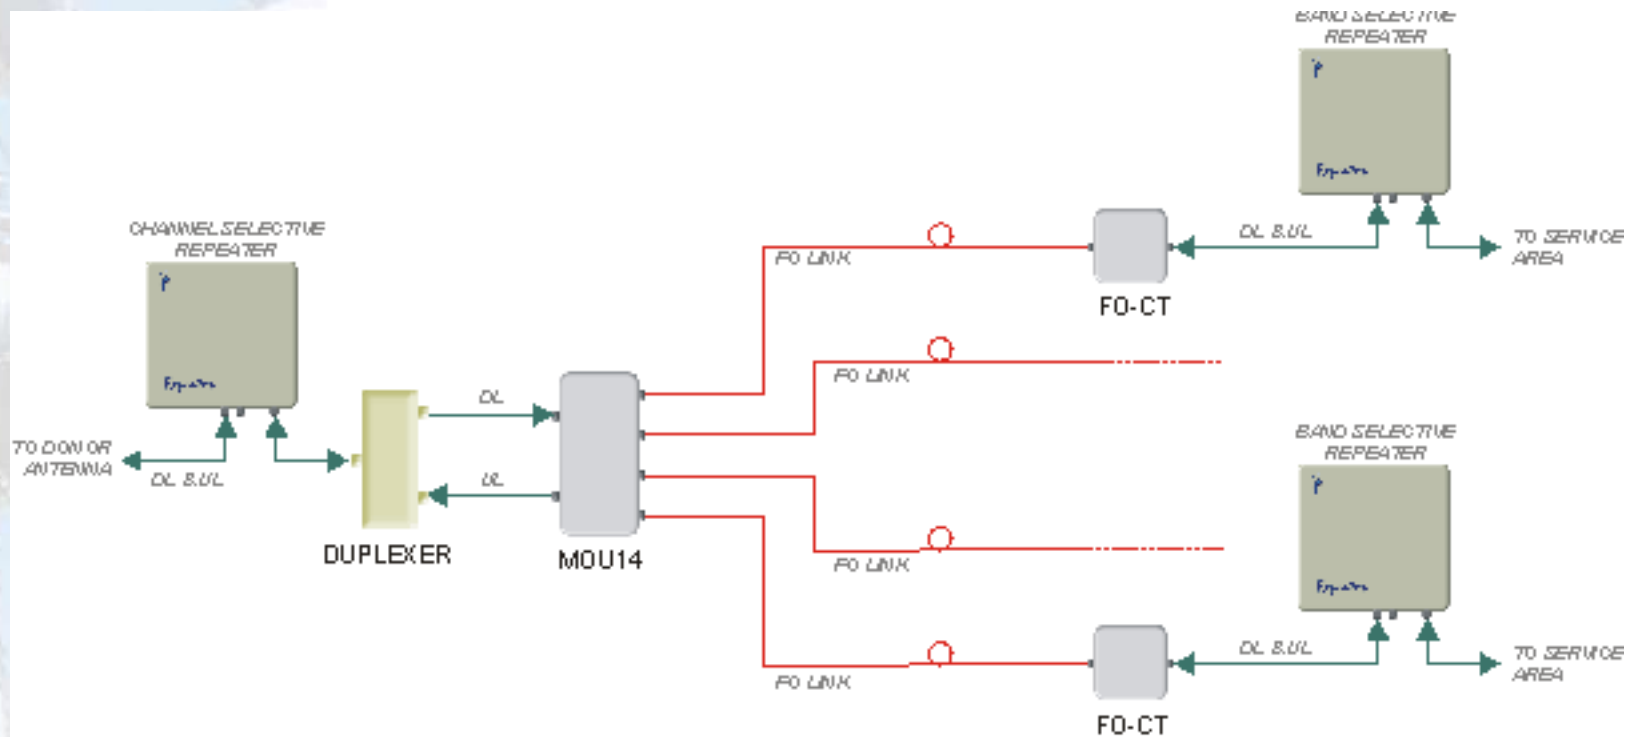 BAND SELECTIVE
REPEATER
CHANNEL SELECTIVE
REPEATER
DL & UL
TO SERVICE
AREA
FO LINK
FO-CT
FO LINK
DL
TO DONOR
ANTENNA
DL & UL
UL
DUPLEXER
MOU14
BAND SELECTIVE
REPEATER
FO LINK
FO LINK
DL & UL
TO SERVICE
AREA
FO-CT